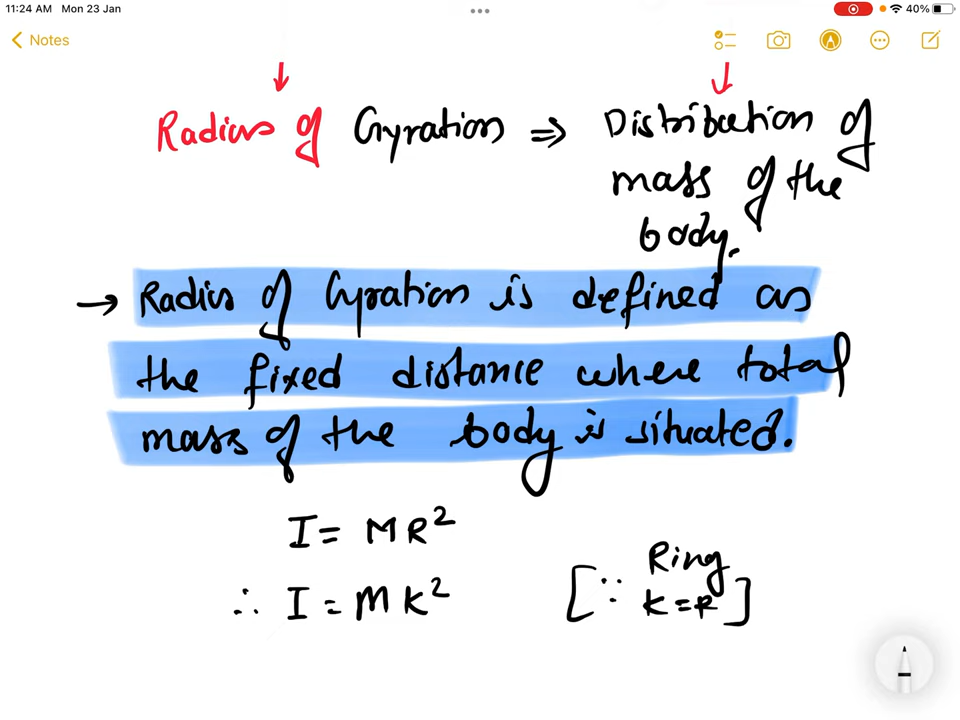 11:24 AM Mon 23 Jan
40%
Notes
Radius of Gyration ⇒ Distribution of
mass of the
body.
→ Radius of Gyration is defined as
the fixed distance where total
mass of the body is situated.
I = MR²
∴ I = MK² [∵ Ring
K=R]